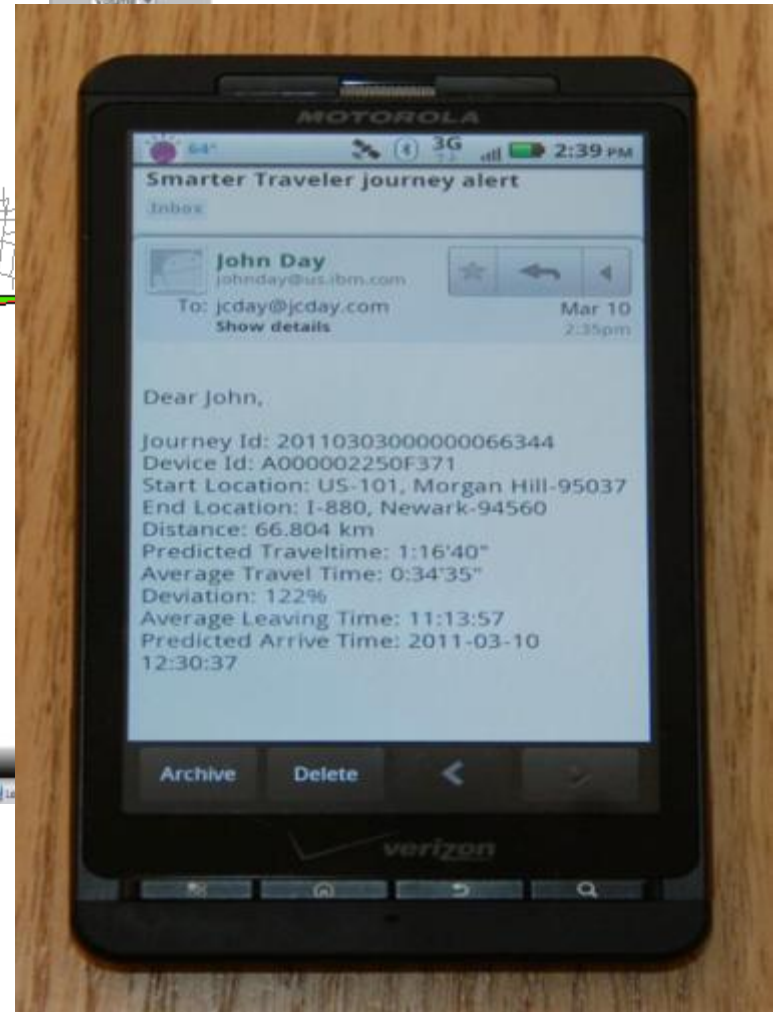 MOTOROLA
64° 3G 2:39 PM
Smarter Traveler journey alert
Inbox
John Day
johnday@us.ibm.com
To: jcday@jcday.com Mar 10
Show details 2:35pm
Dear John,
Journey Id: 20110303000000066344
Device Id: A000002250F371
Start Location: US-101, Morgan Hill-95037
End Location: I-880, Newark-94560
Distance: 66.804 km
Predicted Traveltime: 1:16'40"
Average Travel Time: 0:34'35"
Deviation: 122%
Average Leaving Time: 11:13:57
Predicted Arrive Time: 2011-03-10
12:30:37
Archive Delete
verizon